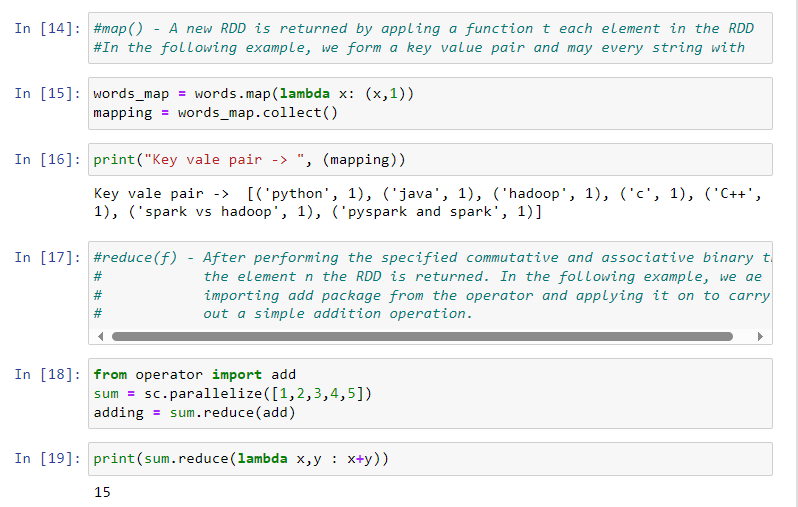 In [14]: #map() - A new RDD is returned by appling a function t each element in the RDD
#In the following example, we form a key value pair and may every string with
In [15]: words_map = words.map(lambda x: (x,1))
mapping = words_map.collect()
In [16]: print("Key vale pair -> ", (mapping))
Key vale pair ->  [('python', 1), ('java', 1), ('hadoop', 1), ('c', 1), ('C++',
1), ('spark vs hadoop', 1), ('pyspark and spark', 1)]
In [17]: #reduce(f) - After performing the specified commutative and associative binary
#            the element n the RDD is returned. In the following example, we ae
#            importing add package from the operator and applying it on to carry
#            out a simple addition operation.
In [18]: from operator import add
sum = sc.parallelize([1,2,3,4,5])
adding = sum.reduce(add)
In [19]: print(sum.reduce(lambda x,y : x+y))
15